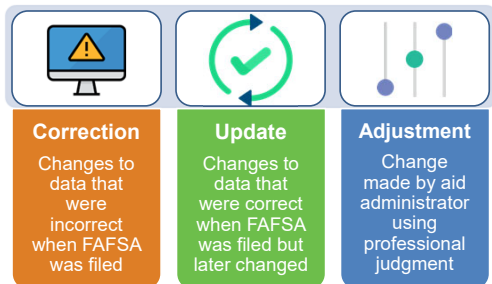 Correction
Changes to
data that
were
incorrect
when FAFSA
was filed
Update
Changes to
data that
were correct
when FAFSA
was filed but
later changed
Adjustment
Change
made by aid
administrator
using
professional
judgment